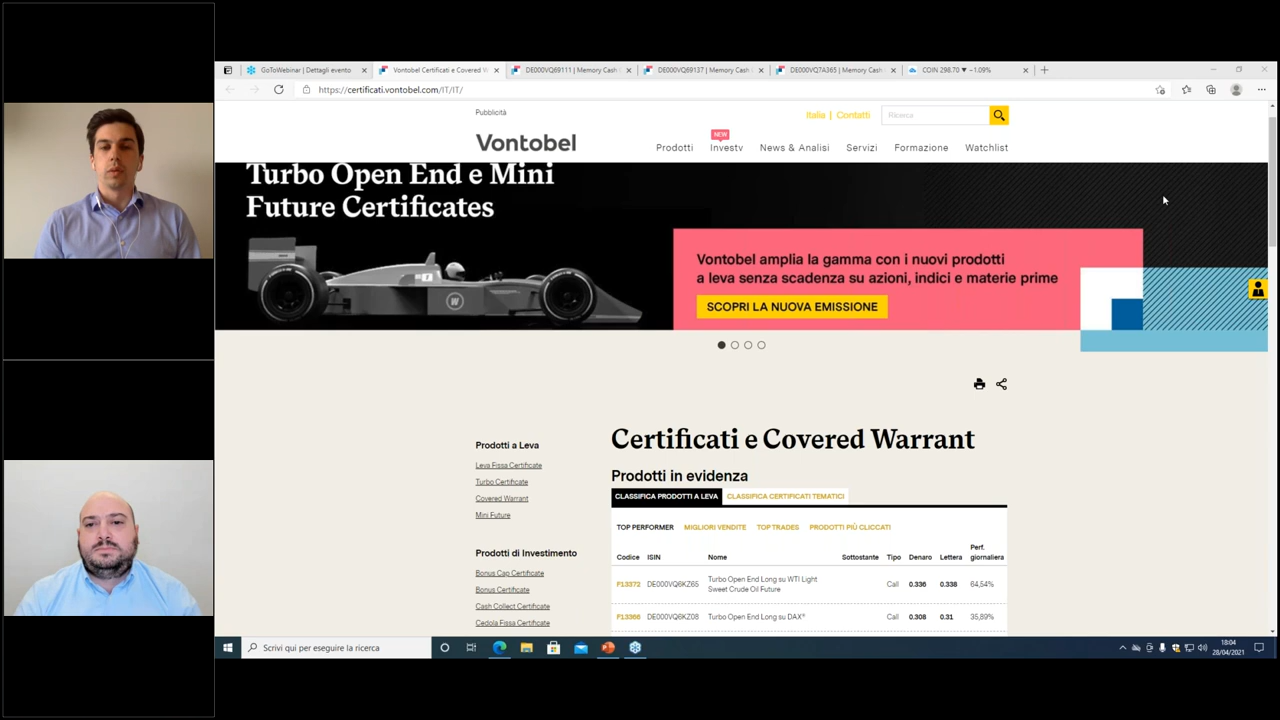 GoToWebinar | Dettagli evento
Vontobel Certificati e Covered W
DE000VQ69111 | Memory Cash
DE000VQ69137 | Memory Cash
DE000VQ7A365 | Memory Cash
COIN 298.70 ▼ −1.09%
https://certificati.vontobel.com/IT/IT/
Pubblicità
Italia | Contatti
Ricerca
Vontobel
NEW
Prodotti
Investv
News & Analisi
Servizi
Formazione
Watchlist
Turbo Open End e Mini
Future Certificates
Vontobel amplia la gamma con i nuovi prodotti
a leva senza scadenza su azioni, indici e materie prime
SCOPRI LA NUOVA EMISSIONE
Certificati e Covered Warrant
Prodotti a Leva
Leva Fissa Certificate
Turbo Certificate
Covered Warrant
Mini Future
Prodotti di Investimento
Bonus Cap Certificate
Bonus Certificate
Cash Collect Certificate
Cedola Fissa Certificate
Prodotti in evidenza
CLASSIFICA PRODOTTI A LEVA
CLASSIFICA CERTIFICATI TEMATICI
TOP PERFORMER
MIGLIORI VENDITE
TOP TRADES
PRODOTTI PIÙ CLICCATI
Codice ISIN Nome Sottostante Tipo Denaro Lettera Perf. giornaliera
F13372 DE000VQ6KZ65 Turbo Open End Long su WTI Light Call 0.336 0.338 64,54%
Sweet Crude Oil Future
F13366 DE000VQ6KZ08 Turbo Open End Long su DAX® Call 0.308 0.31 35,89%
Scrivi qui per eseguire la ricerca
18:04
28/04/2021